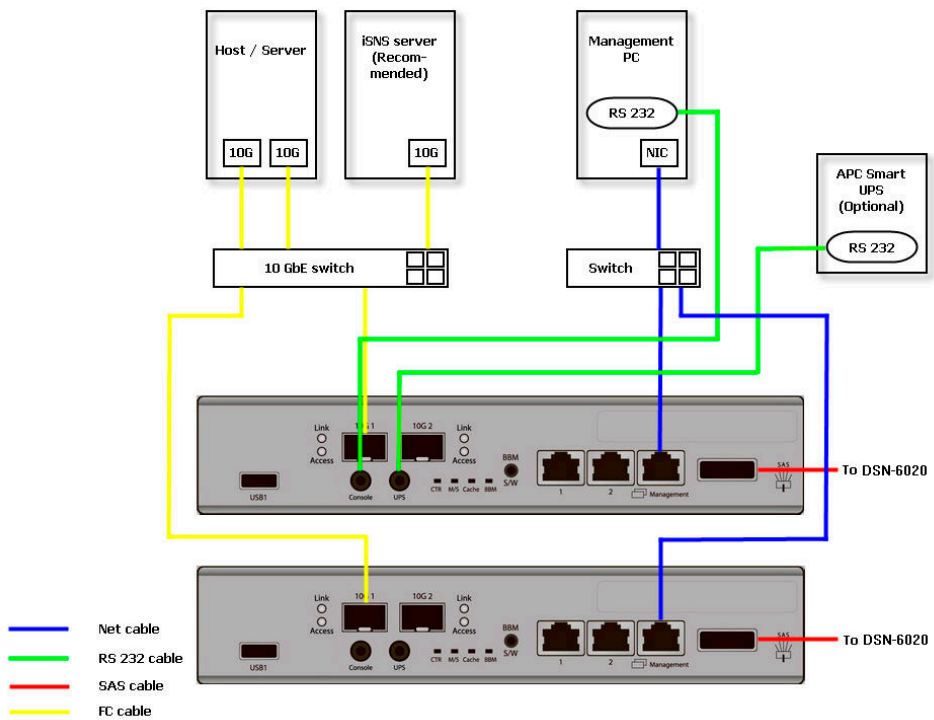 Host / Server
iSNS server
(Recom-
mended)
Management
PC
RS 232
10G
10G
10G
NIC
APC Smart
UPS
(Optional)
RS 232
10 GbE switch
Switch
Link
10G 1
10G 2
Link
Access
Access
BBM
S/W
USB1
Console
UPS
CTR
M/S
Cache
BBM
1
2
Management
SAS
To DSN-6020
Link
10G 1
10G 2
Link
Access
Access
BBM
S/W
USB1
Console
UPS
CTR
M/S
Cache
BBM
1
2
Management
SAS
To DSN-6020
Net cable
RS 232 cable
SAS cable
FC cable